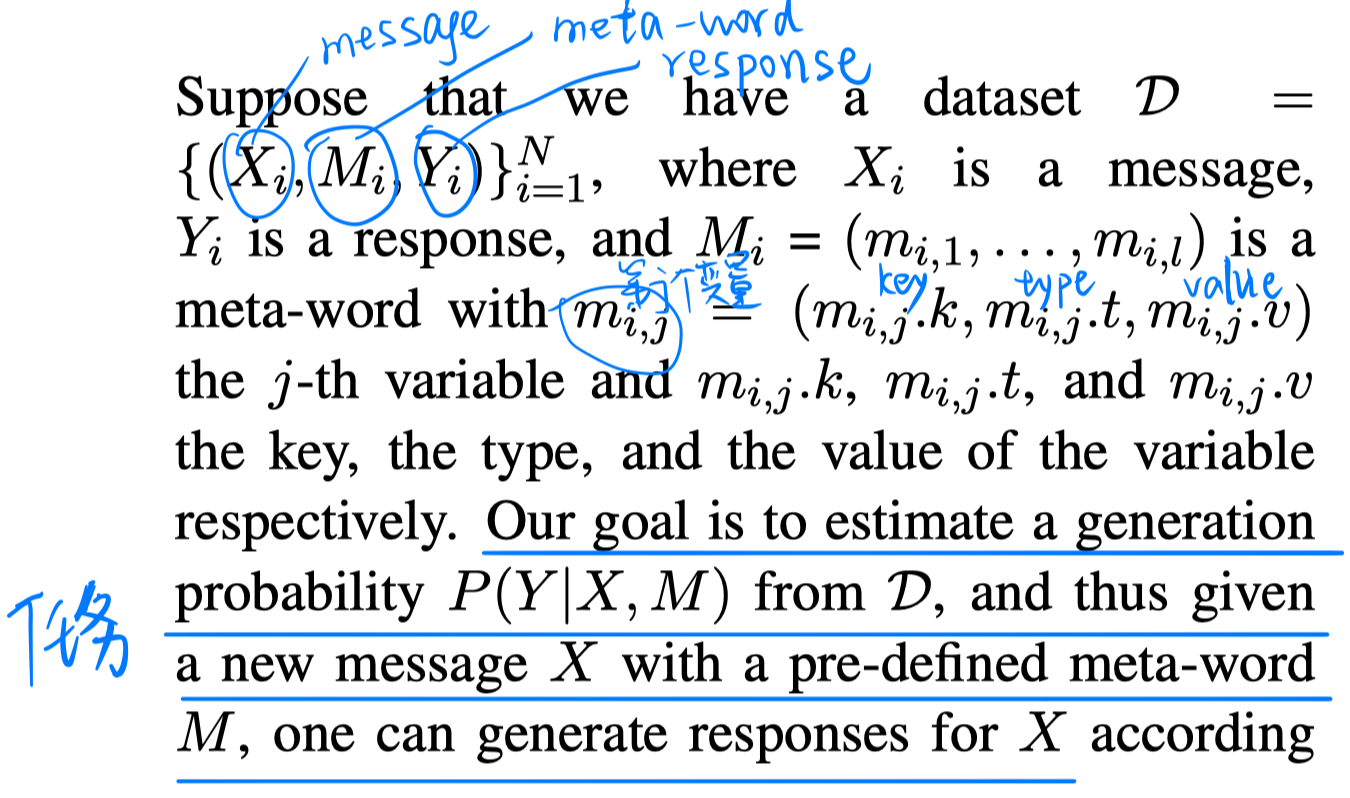 message meta-word
response
Suppose that we have a dataset $\mathcal{D}$ =
$\{(X_i, M_i, Y_i)\}_{i=1}^{N}$, where $X_i$ is a message,
$Y_i$ is a response, and $M_i = (m_{i,1}, \ldots, m_{i,l})$ is a
第j个变量 key type value
meta-word with $m_{i,j} = (m_{i,j}.k, m_{i,j}.t, m_{i,j}.v)$
the $j$-th variable and $m_{i,j}.k$, $m_{i,j}.t$, and $m_{i,j}.v$
the key, the type, and the value of the variable
respectively. Our goal is to estimate a generation
任务
probability $P(Y|X, M)$ from $\mathcal{D}$, and thus given
a new message $X$ with a pre-defined meta-word
$M$, one can generate responses for $X$ according